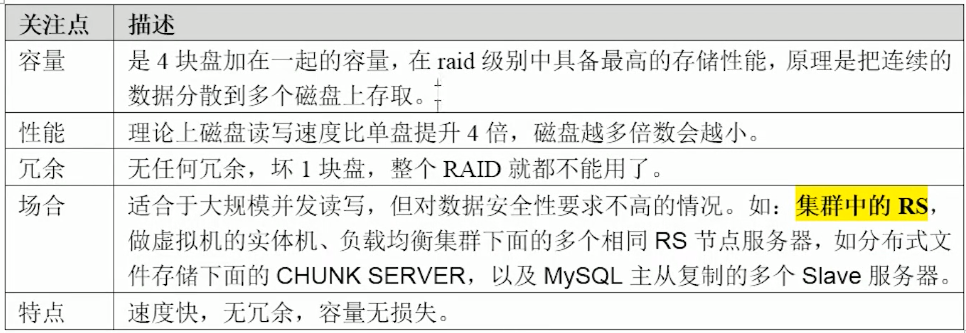 关注点 描述
容量 是 4 块盘加在一起的容量，在 raid 级别中具备最高的存储性能，原理是把连续的
数据分散到多个磁盘上存取。
性能 理论上磁盘读写速度比单盘提升 4 倍，磁盘越多倍数会越小。
冗余 无任何冗余，坏 1 块盘，整个 RAID 就都不能用了。
场合 适合于大规模并发读写，但对数据安全性要求不高的情况。如：集群中的 RS，
做虚拟机的实体机、负载均衡集群下面的多个相同 RS 节点服务器，如分布式文
件存储下面的 CHUNK SERVER，以及 MySQL 主从复制的多个 Slave 服务器。
特点 速度快，无冗余，容量无损失。